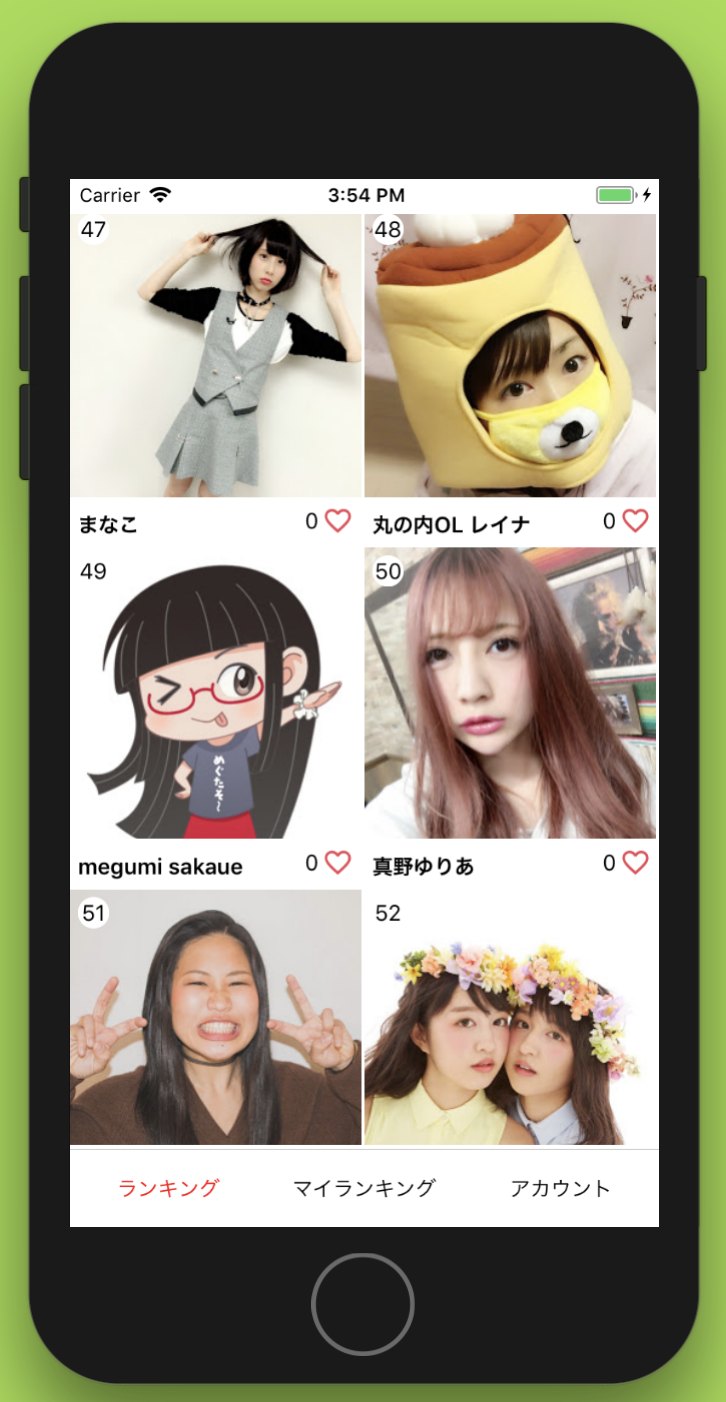 Carrier 3:54 PM
47 48
まなこ 0 丸の内OL レイナ 0
49 50
めぐたそ〜
megumi sakaue 0 真野ゆりあ 0
51 52
ランキング マイランキング アカウント